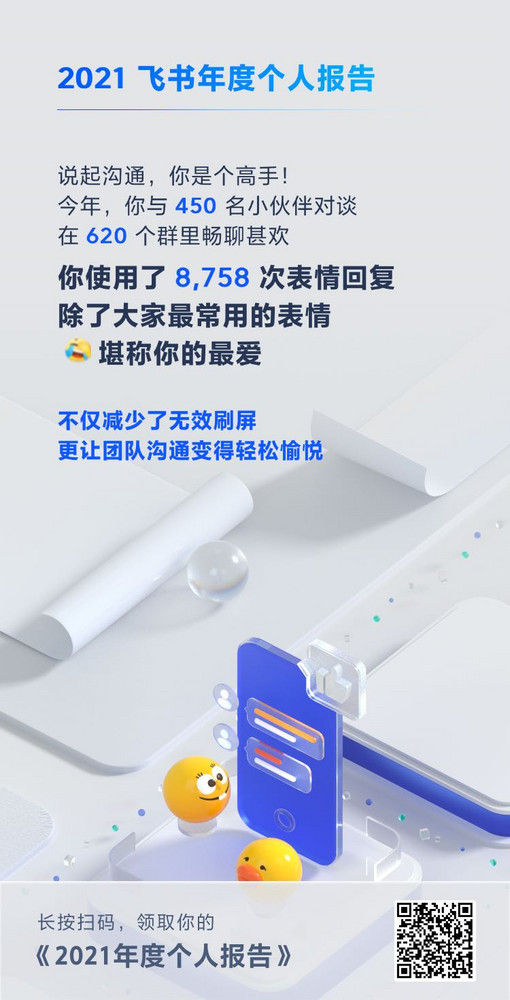 2021 飞书年度个人报告
说起沟通，你是个高手！
今年，你与 450 名小伙伴对谈
在 620 个群里畅聊甚欢
你使用了 8,758 次表情回复
除了大家最常用的表情
🤣 堪称你的最爱
不仅减少了无效刷屏
更让团队沟通变得轻松愉悦
长按扫码，领取你的
《2021年度个人报告》